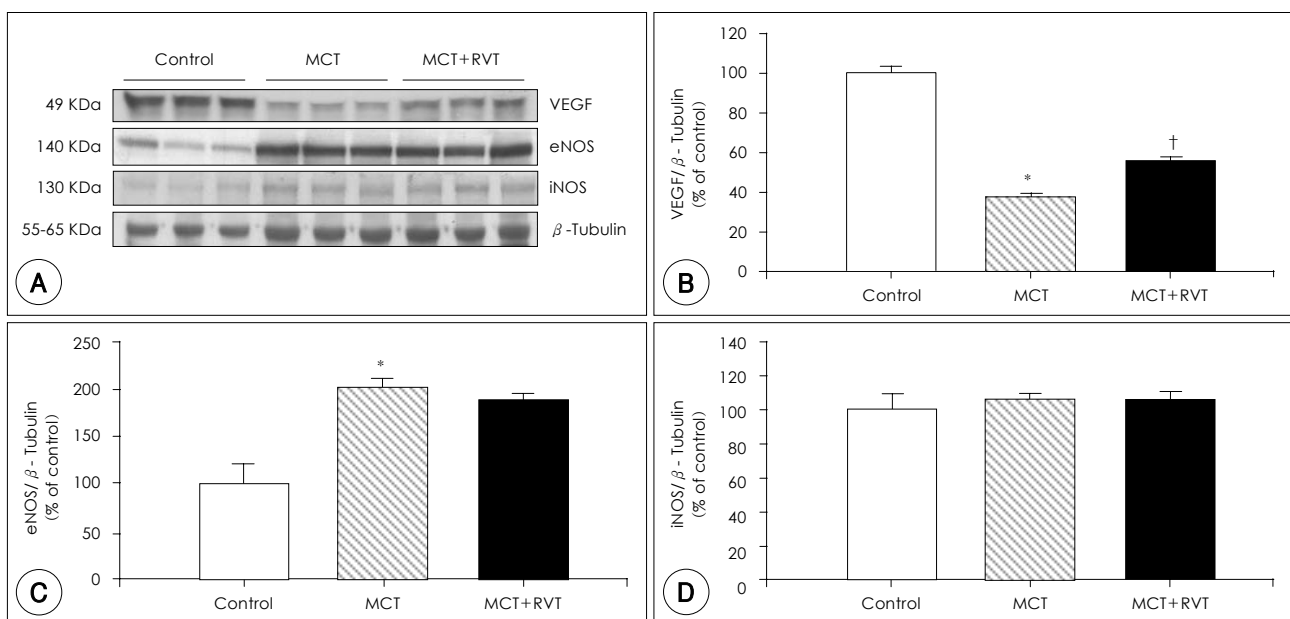 Control MCT MCT+RVT
49 KDa VEGF
140 KDa eNOS
130 KDa iNOS
55-65 KDa β-Tubulin
A
VEGF/β- Tubulin
(% of control)
120
100
80
60
40
20
0
*
†
Control MCT MCT+RVT
B
eNOS/β- Tubulin
(% of control)
250
200
150
100
50
0
*
Control MCT MCT+RVT
C
iNOS/β- Tubulin
(% of control)
140
120
100
80
60
40
20
0
Control MCT MCT+RVT
D